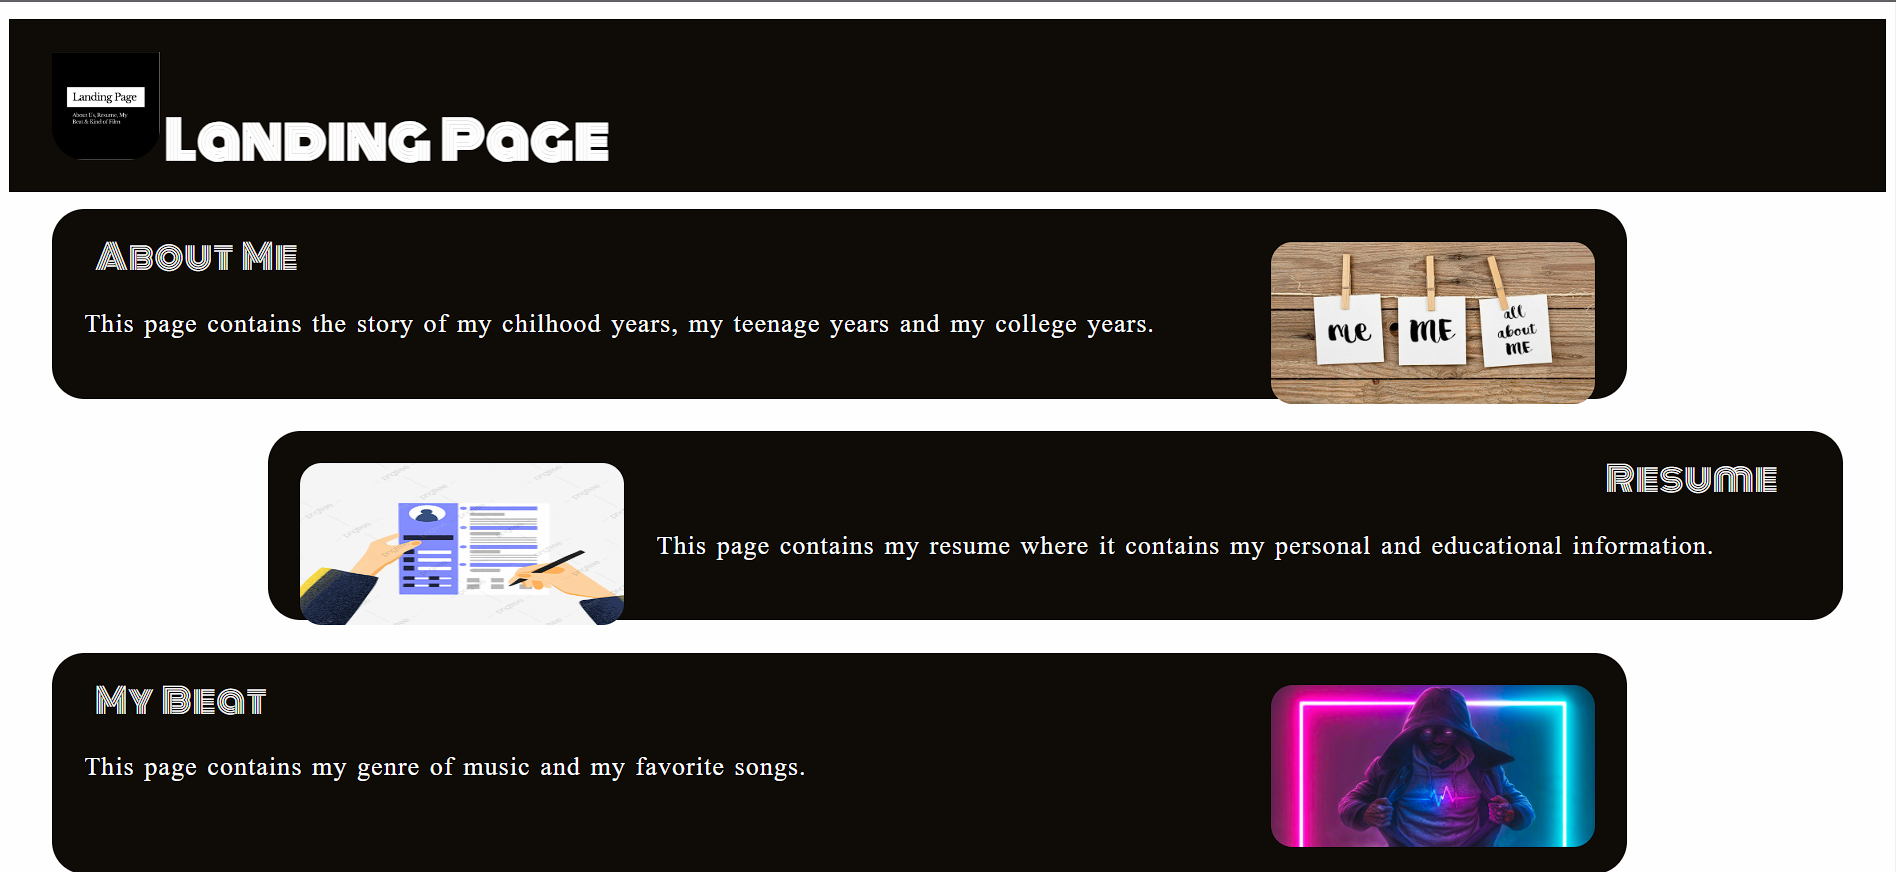 Landing Page
About Us, Resume, My
Beat & Kind of Film
Landing Page
About Me
This page contains the story of my chilhood years, my teenage years and my college years.
me
ME
all
about
ME
Resume
This page contains my resume where it contains my personal and educational information.
My Beat
This page contains my genre of music and my favorite songs.